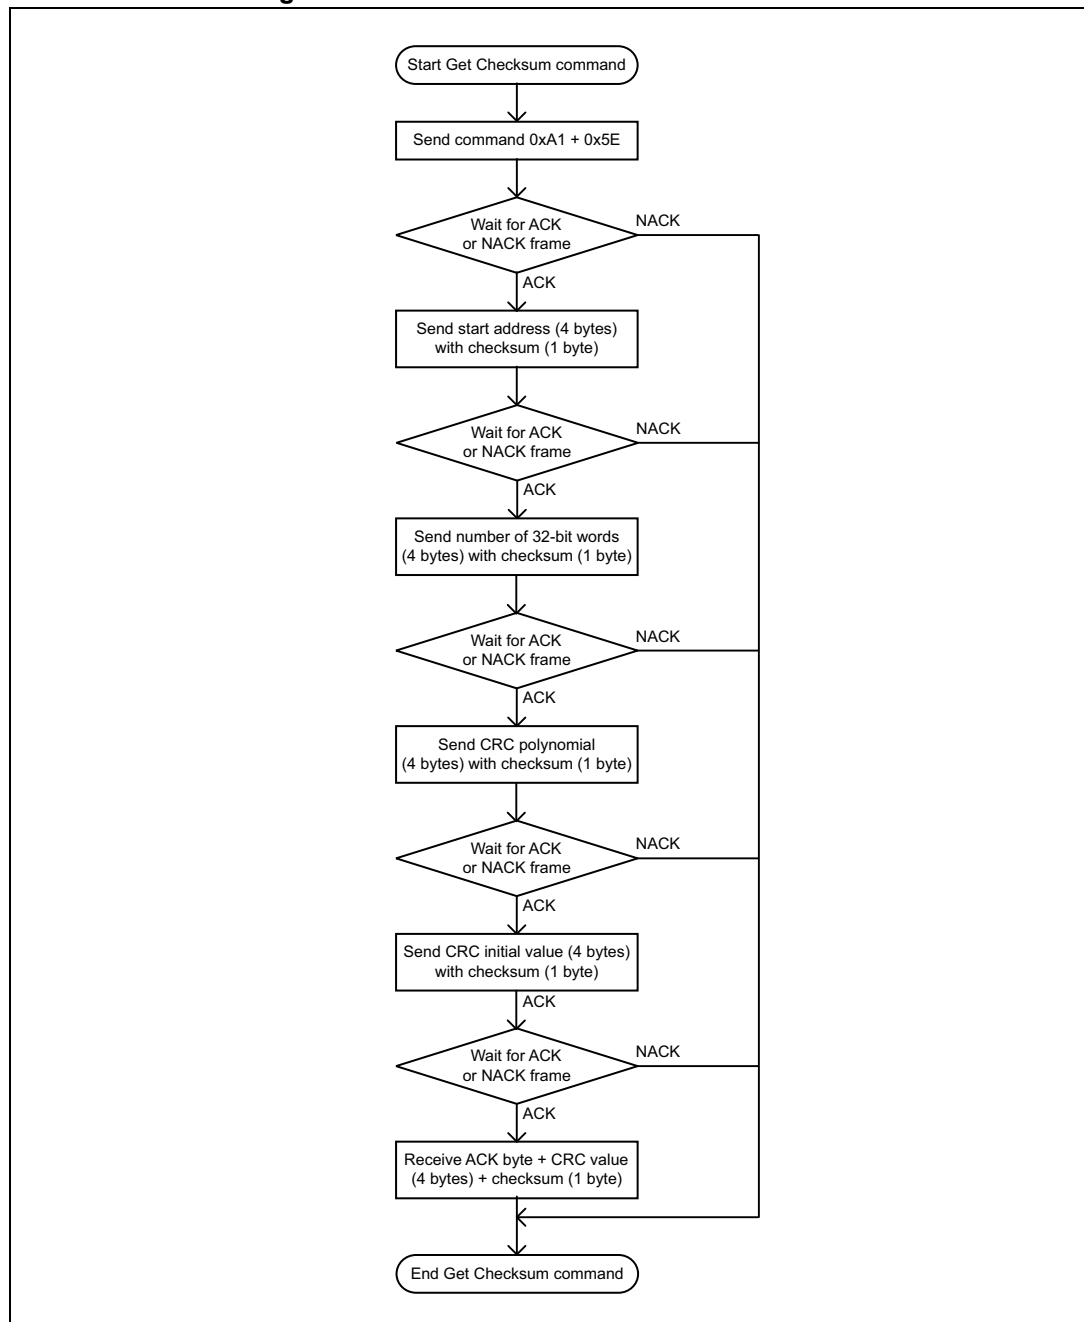 Start Get Checksum command
Send command 0xA1 + 0x5E
Wait for ACK
or NACK frame
NACK
ACK
Send start address (4 bytes)
with checksum (1 byte)
Wait for ACK
or NACK frame
NACK
ACK
Send number of 32-bit words
(4 bytes) with checksum (1 byte)
Wait for ACK
or NACK frame
NACK
ACK
Send CRC polynomial
(4 bytes) with checksum (1 byte)
Wait for ACK
or NACK frame
NACK
ACK
Send CRC initial value (4 bytes)
with checksum (1 byte)
ACK
Wait for ACK
or NACK frame
NACK
ACK
Receive ACK byte + CRC value
(4 bytes) + checksum (1 byte)
End Get Checksum command